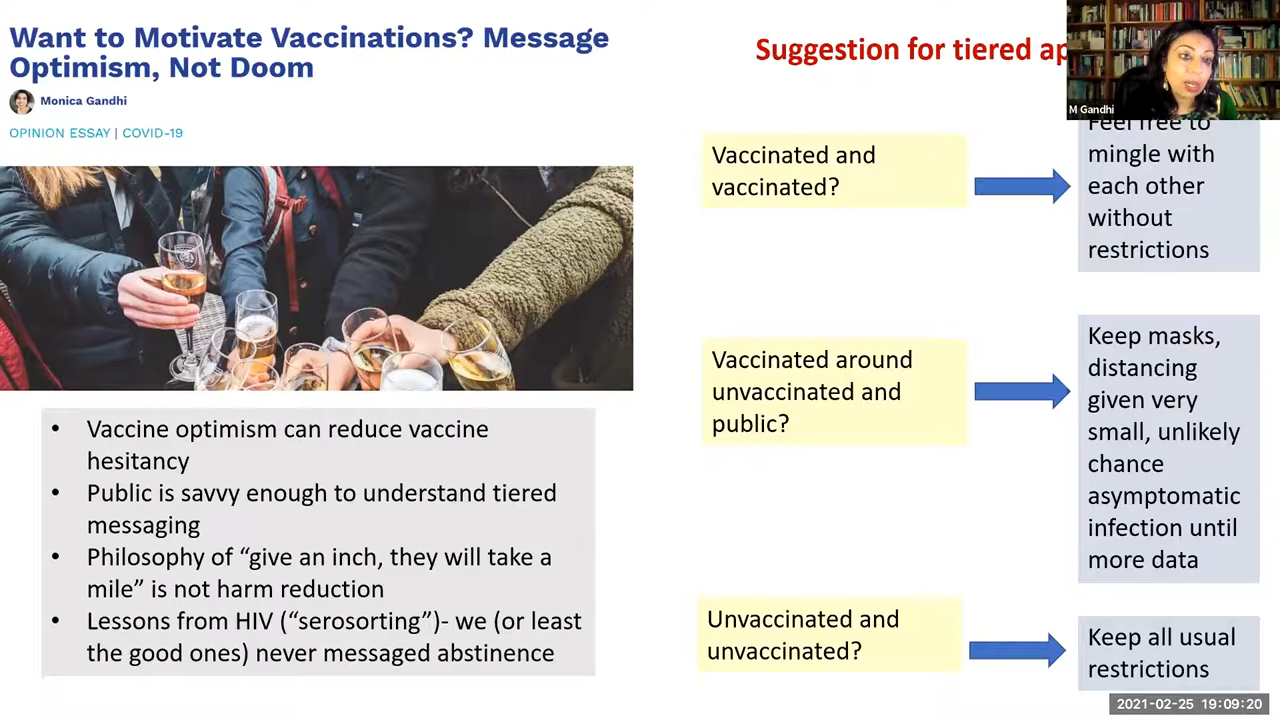 Want to Motivate Vaccinations? Message
Optimism, Not Doom
Monica Gandhi
OPINION ESSAY | COVID-19
• Vaccine optimism can reduce vaccine
hesitancy
• Public is savvy enough to understand tiered
messaging
• Philosophy of “give an inch, they will take a
mile” is not harm reduction
• Lessons from HIV (“serosorting”)- we (or least
the good ones) never messaged abstinence
Suggestion for tiered
M Gandhi
Vaccinated and
vaccinated?
Feel free to
mingle with
each other
without
restrictions
Vaccinated around
unvaccinated and
public?
Keep masks,
distancing
given very
small, unlikely
chance
asymptomatic
infection until
more data
Unvaccinated and
unvaccinated?
Keep all usual
restrictions
2021-02-25 19:09:20